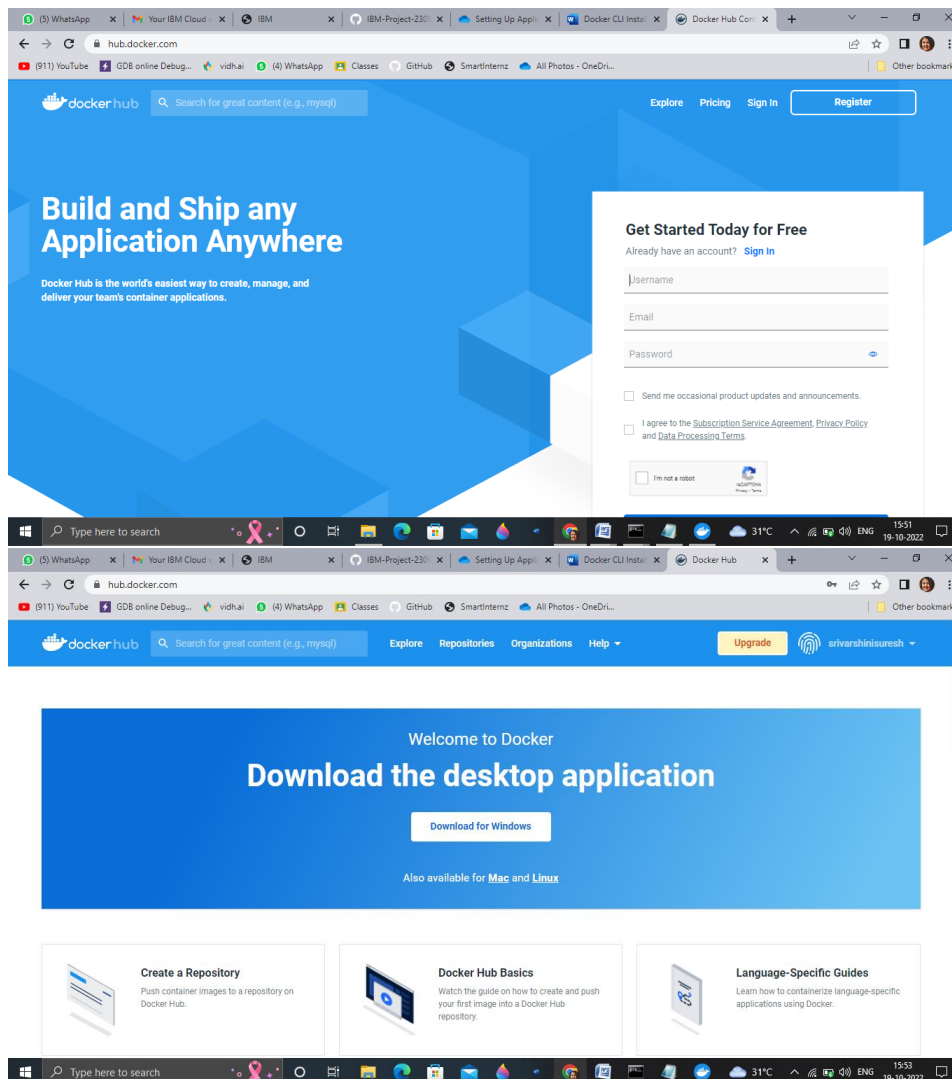 (5) WhatsApp
Your IBM Cloud
IBM
IBM-Project-230
Setting Up Appli
Docker CLI Instal
Docker Hub Con
hub.docker.com
(911) YouTube
GDB online Debug...
vidh.ai
(4) WhatsApp
Classes
GitHub
SmartInternz
All Photos - OneDri...
Other bookmark
dockerhub
Search for great content (e.g., mysql)
Explore
Pricing
Sign In
Register
Build and Ship any
Application Anywhere
Docker Hub is the world's easiest way to create, manage, and
deliver your team's container applications.
Get Started Today for Free
Already have an account? Sign In
Username
Email
Password
Send me occasional product updates and announcements.
I agree to the Subscription Service Agreement, Privacy Policy
and Data Processing Terms.
I'm not a robot
reCAPTCHA
Privacy - Terms
Type here to search
31°C
ENG
15:51
19-10-2022
(5) WhatsApp
Your IBM Cloud
IBM
IBM-Project-230
Setting Up Appli
Docker CLI Instal
Docker Hub
hub.docker.com
(911) YouTube
GDB online Debug...
vidh.ai
(4) WhatsApp
Classes
GitHub
SmartInternz
All Photos - OneDri...
Other bookmark
dockerhub
Search for great content (e.g., mysql)
Explore
Repositories
Organizations
Help
Upgrade
srivarshinisuresh
Welcome to Docker
Download the desktop application
Download for Windows
Also available for Mac and Linux
Create a Repository
Push container images to a repository on
Docker Hub.
Docker Hub Basics
Watch the guide on how to create and push
your first image into a Docker Hub
repository.
Language-Specific Guides
Learn how to containerize language-specific
applications using Docker.
Type here to search
31°C
ENG
15:53
19-10-2022